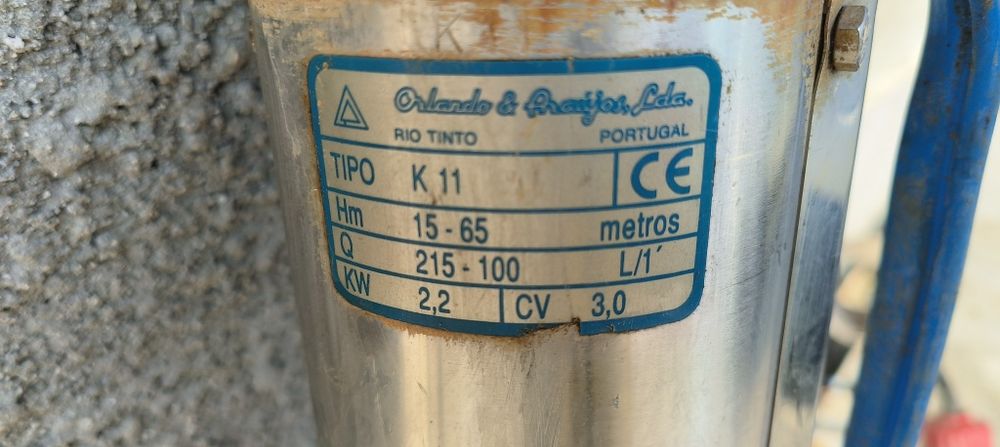 K
Orlando & Araújos, Lda.
RIO TINTO PORTUGAL
TIPO K 11 CE
Hm 15 - 65 metros
Q 215 - 100 L/1´
KW 2,2 CV 3,0